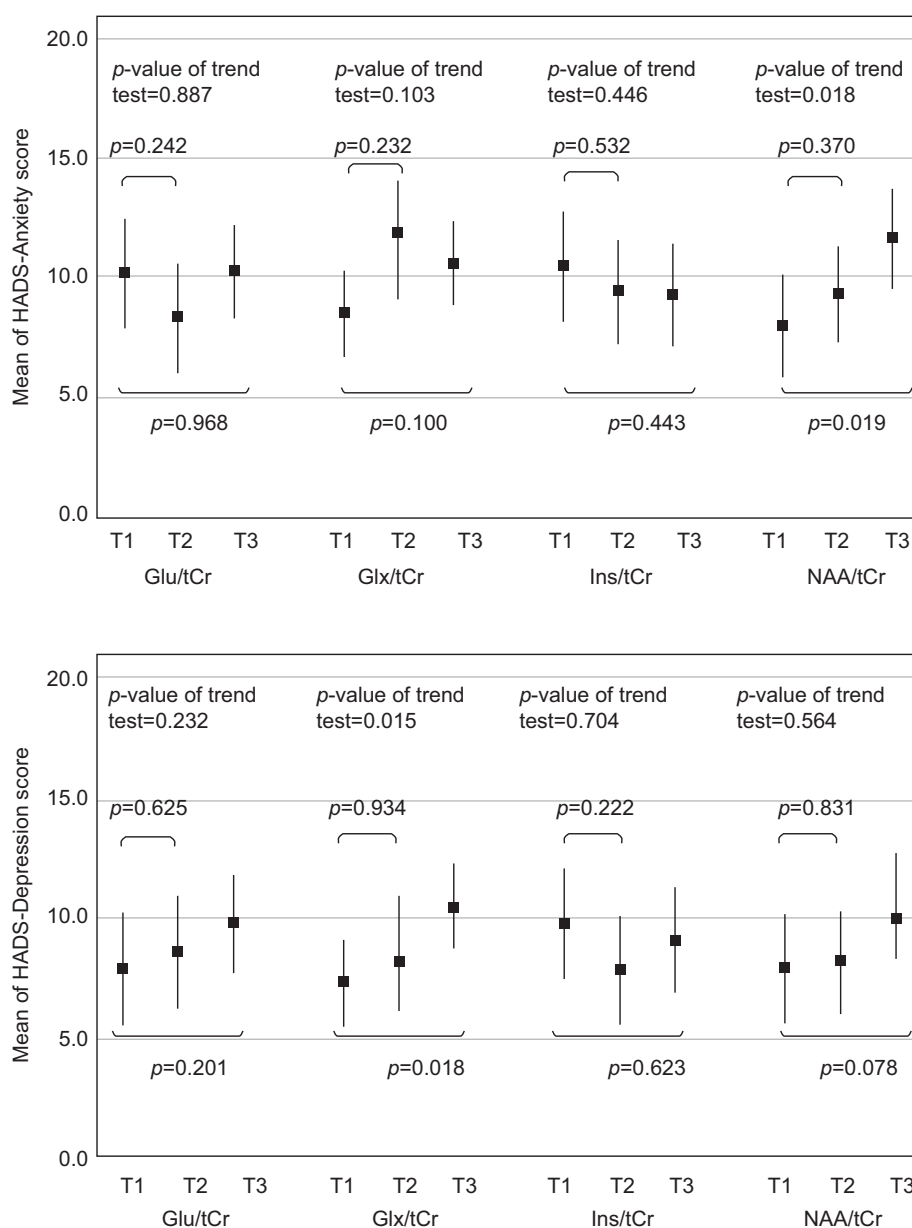 Mean of HADS-Anxiety score
20.0
15.0
10.0
5.0
0.0
p-value of trend
test=0.887
p-value of trend
test=0.103
p-value of trend
test=0.446
p-value of trend
test=0.018
p=0.242
p=0.232
p=0.532
p=0.370
p=0.968
p=0.100
p=0.443
p=0.019
T1 T2 T3 T1 T2 T3 T1 T2 T3 T1 T2 T3
Glu/tCr Glx/tCr Ins/tCr NAA/tCr
Mean of HADS-Depression score
20.0
15.0
10.0
5.0
0.0
p-value of trend
test=0.232
p-value of trend
test=0.015
p-value of trend
test=0.704
p-value of trend
test=0.564
p=0.625
p=0.934
p=0.222
p=0.831
p=0.201
p=0.018
p=0.623
p=0.078
T1 T2 T3 T1 T2 T3 T1 T2 T3 T1 T2 T3
Glu/tCr Glx/tCr Ins/tCr NAA/tCr